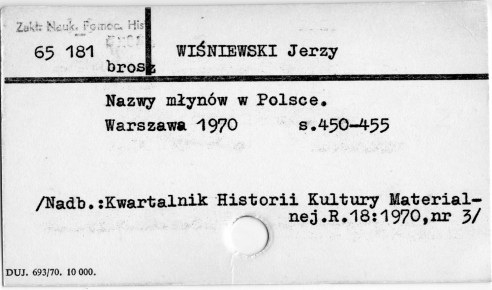 Zakł. Nauk. Pomoc. Hist
65 181
brosz
WIŚNIEWSKI Jerzy
Nazwy młynów w Polsce.
Warszawa 1970 s.450-455
/Nadb.:Kwartalnik Historii Kultury Material-
nej.R.18:1970,nr 3/
DUJ. 693/70. 10 000.